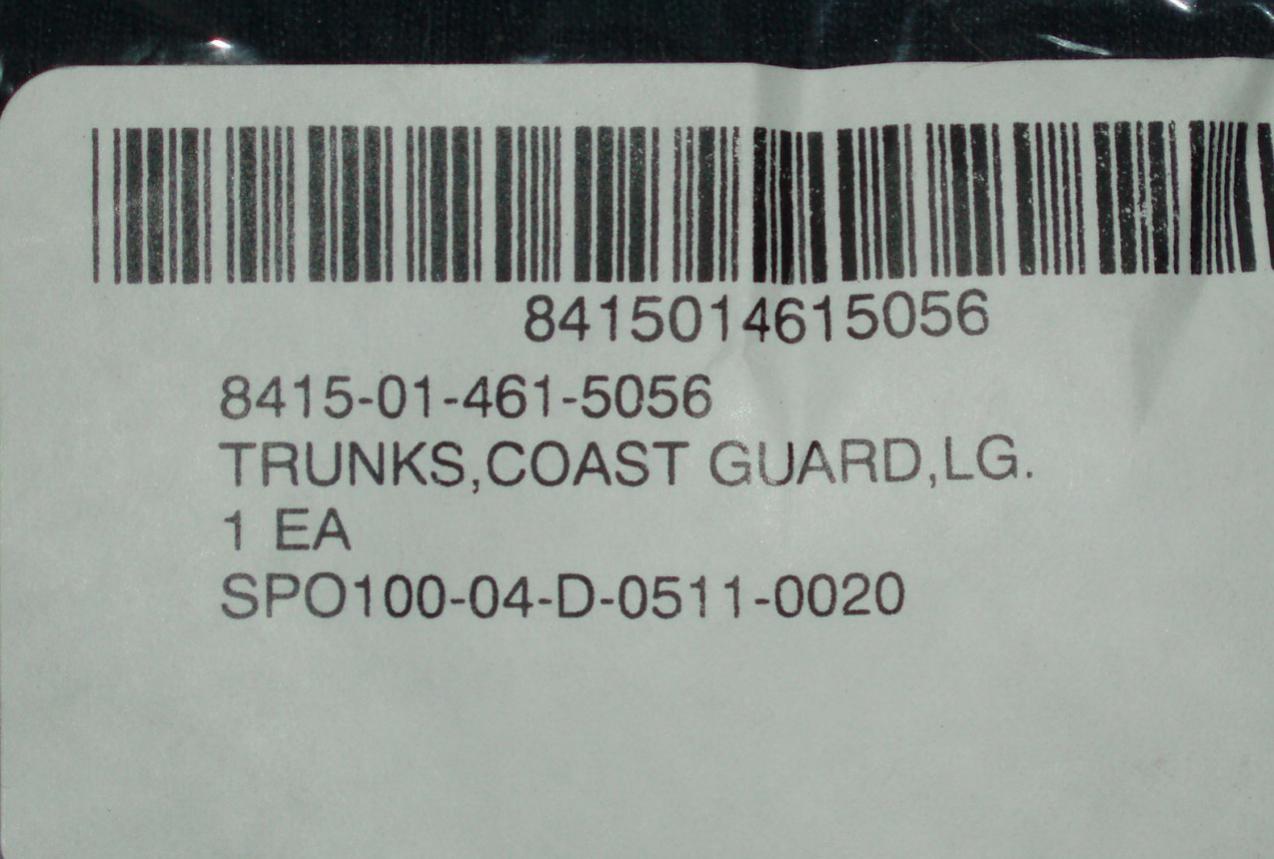 8415014615056
8415-01-461-5056
TRUNKS,COAST GUARD,LG.
1 EA
SPO100-04-D-0511-0020